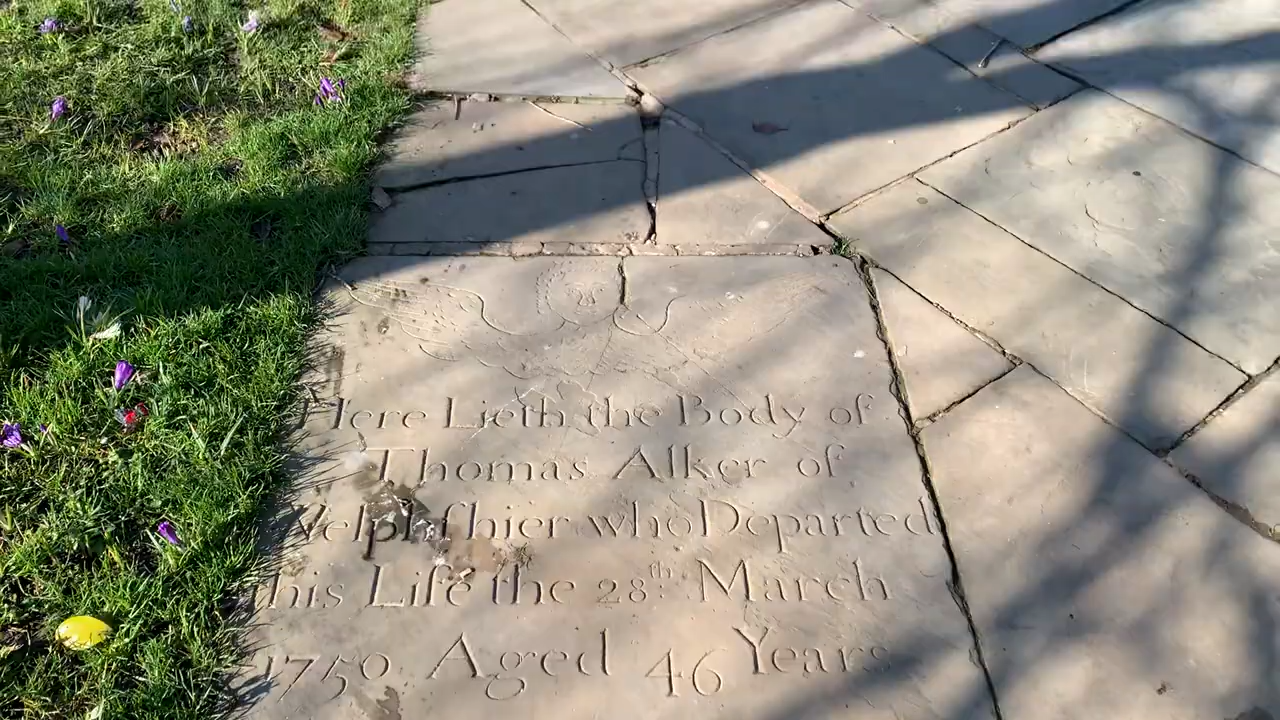 Here Lieth the Body of
Thomas Alker of
who Departed
this Life the 28th March
1750 Aged 46 Years